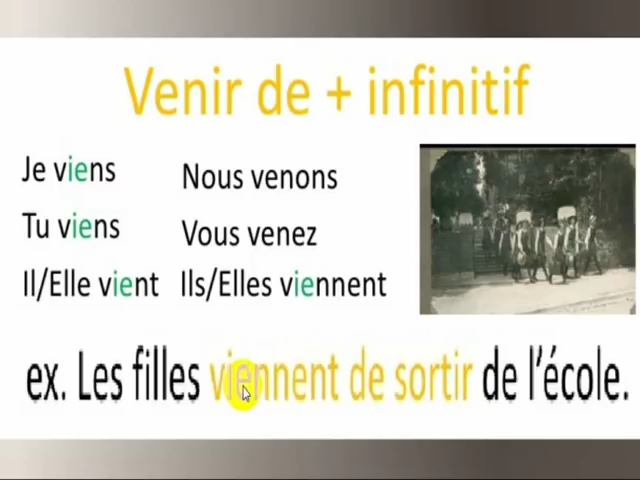 Venir de + infinitif
Je viens Nous venons
Tu viens Vous venez
Il/Elle vient Ils/Elles viennent
ex. Les filles viennent de sortir de l'école.